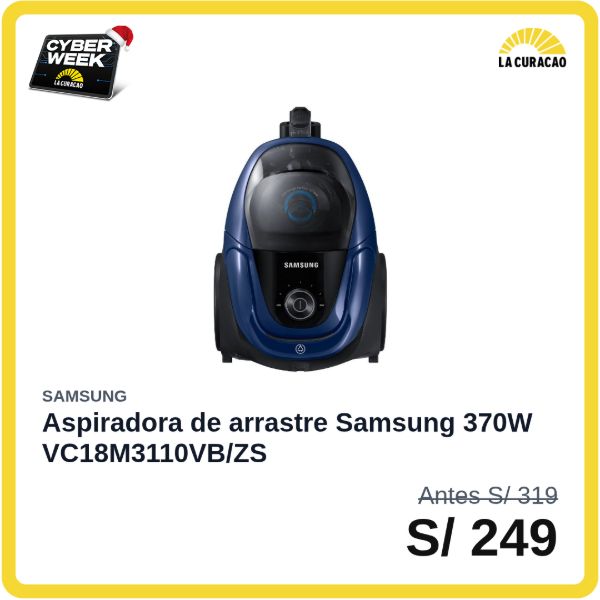 CYBER
WEEK
LA CURACAO
LA CURACAO
SAMSUNG
SAMSUNG
Aspiradora de arrastre Samsung 370W
VC18M3110VB/ZS
Antes S/ 319
S/ 249